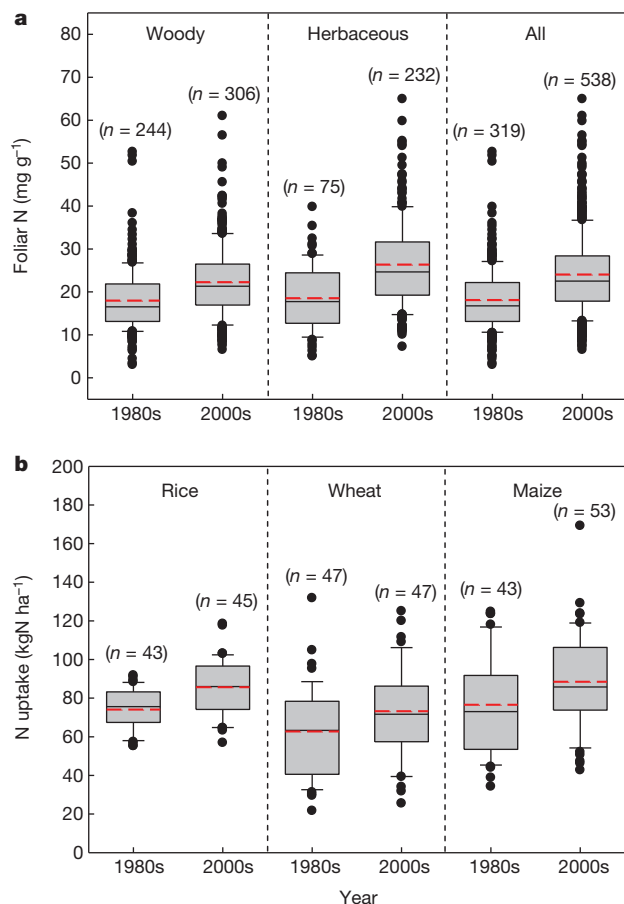 a
Woody Herbaceous All
(n = 244) (n = 306) (n = 75) (n = 232) (n = 319) (n = 538)
Foliar N (mg g⁻¹)
80
70
60
50
40
30
20
10
0
1980s 2000s 1980s 2000s 1980s 2000s
b
Rice Wheat Maize
(n = 43) (n = 45) (n = 47) (n = 47) (n = 43) (n = 53)
N uptake (kgN ha⁻¹)
200
180
160
140
120
100
80
60
40
20
0
1980s 2000s 1980s 2000s 1980s 2000s
Year